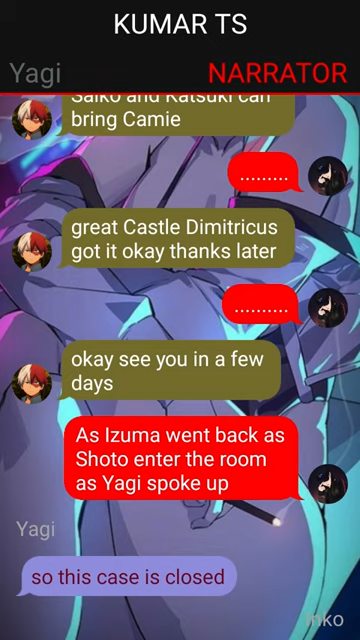 KUMAR TS
Yagi
NARRATOR
Saiko and Katsuki can
bring Camie
.........
great Castle Dimitricus
got it okay thanks later
..........
okay see you in a few
days
As Izuma went back as
Shoto enter the room
as Yagi spoke up
Yagi
so this case is closed
Inko